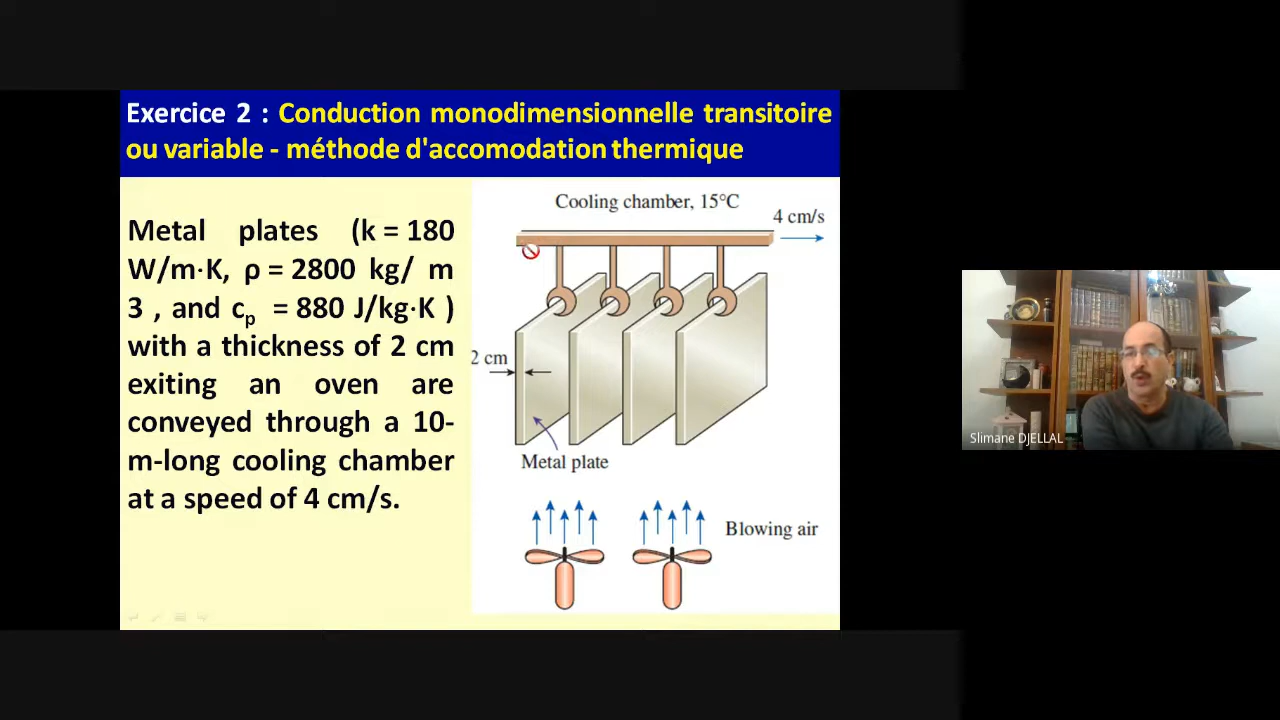 Exercice 2 : Conduction monodimensionnelle transitoire
ou variable - méthode d'accomodation thermique
Metal plates (k = 180
W/m·K, ρ = 2800 kg/ m
3 , and cp = 880 J/kg·K )
with a thickness of 2 cm
exiting an oven are
conveyed through a 10-
m-long cooling chamber
at a speed of 4 cm/s.
Cooling chamber, 15°C
4 cm/s
2 cm
Metal plate
Blowing air
Slimane DJELLAL